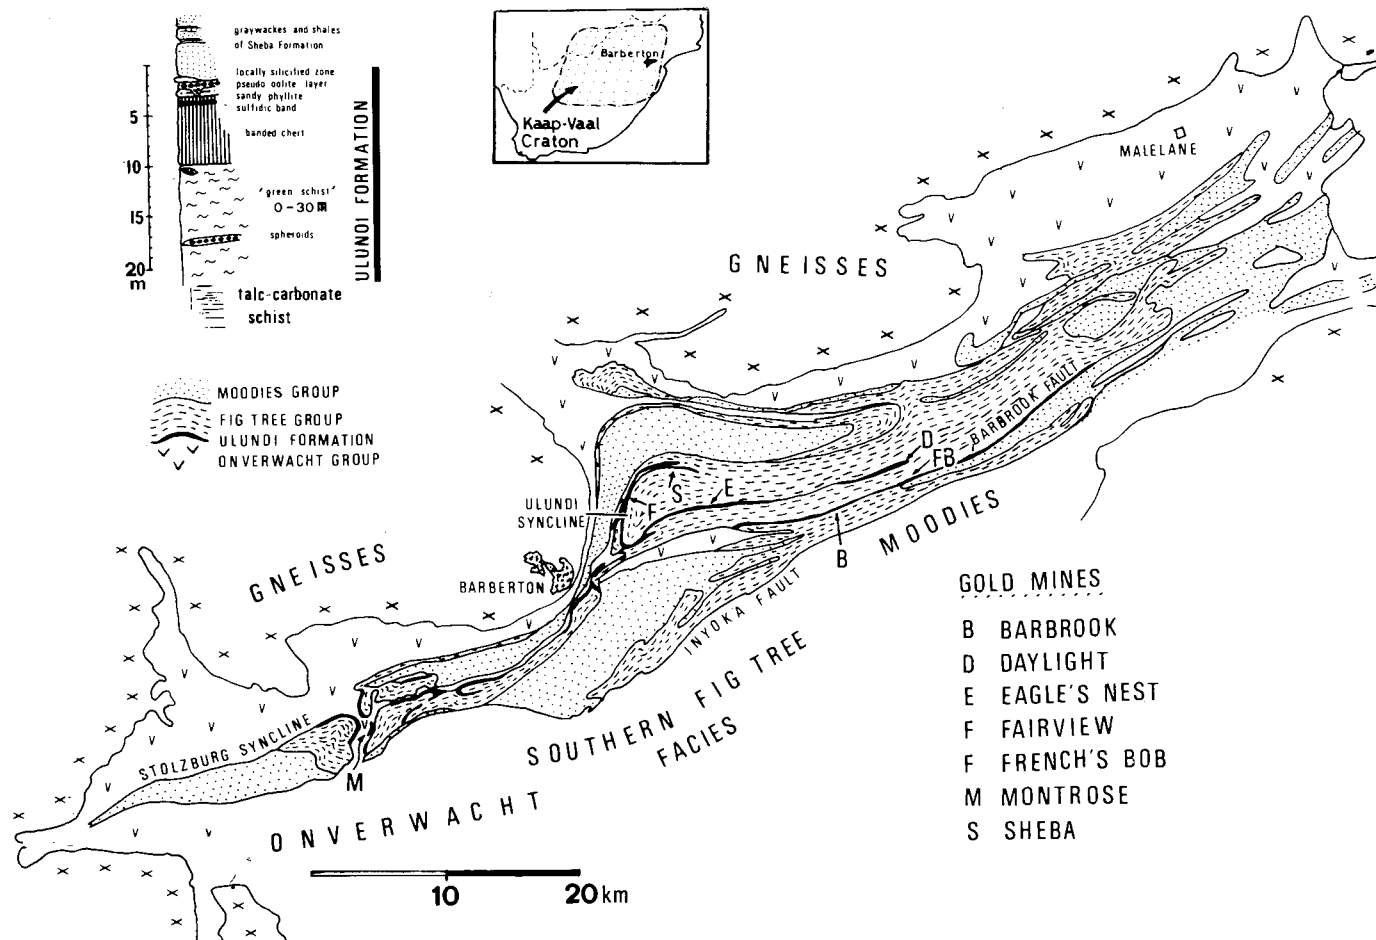 graywackes and shales
of Sheba Formation
locally silicified zone
pseudo oolite layer
sandy phyllite
sulfidic band
banded chert
"green schist"
0-30m
spheroids
talc-carbonate
schist
5
10
15
20
m
ULUNDI FORMATION
Barberton
Kaap-Vaal
Craton
MOODIES GROUP
FIG TREE GROUP
ULUNDI FORMATION
ONVERWACHT GROUP
MALELANE
GNEISSES
BARBROOK FAULT
D
FB
E
S
F
B
ULUNDI
SYNCLINE
MOODIES
GNEISSES
BARBERTON
INYOKA FAULT
SOUTHERN FIG TREE
FACIES
STOLZBURG SYNCLINE
M
ONVERWACHT
10
20 km
GOLD MINES
B BARBROOK
D DAYLIGHT
E EAGLE'S NEST
F FAIRVIEW
F FRENCH'S BOB
M MONTROSE
S SHEBA